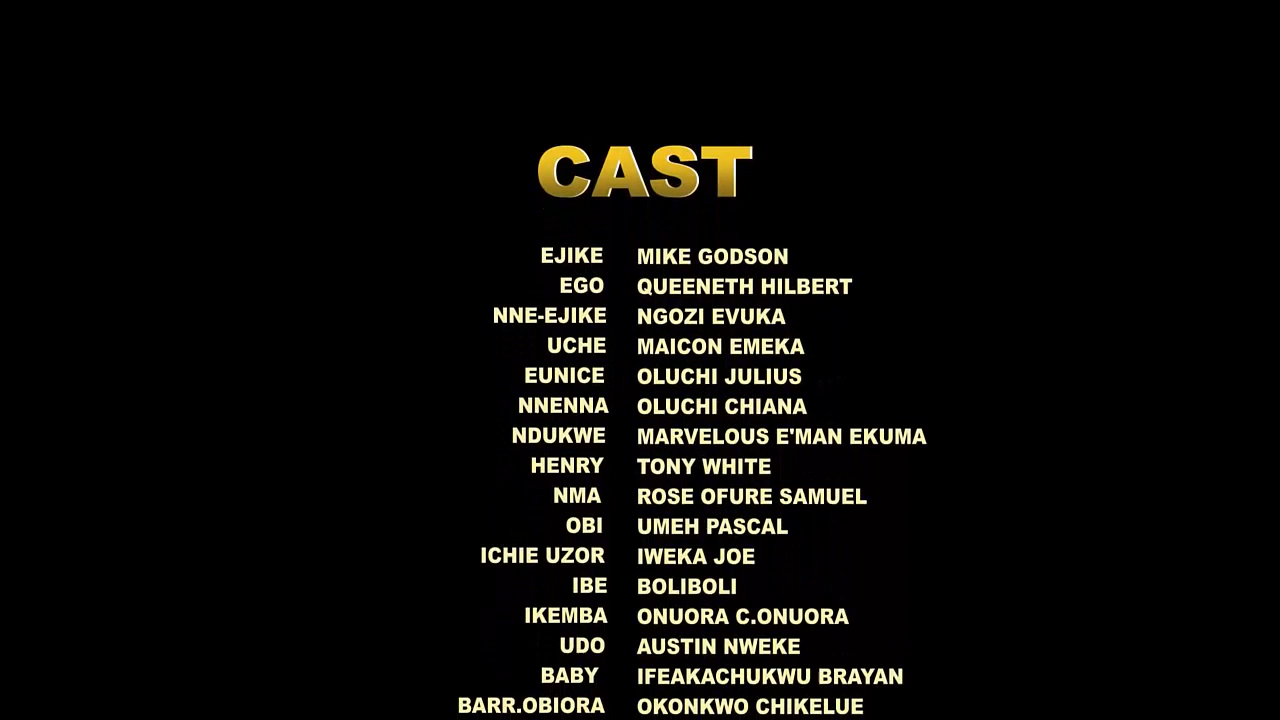 CAST
EJIKE MIKE GODSON
EGO QUEENETH HILBERT
NNE-EJIKE NGOZI EVUKA
UCHE MAICON EMEKA
EUNICE OLUCHI JULIUS
NNENNA OLUCHI CHIANA
NDUKWE MARVELOUS E'MAN EKUMA
HENRY TONY WHITE
NMA ROSE OFURE SAMUEL
OBI UMEH PASCAL
ICHIE UZOR IWEKA JOE
IBE BOLIBOLI
IKEMBA ONUORA C.ONUORA
UDO AUSTIN NWEKE
BABY IFEAKACHUKWU BRAYAN
BARR.OBIORA OKONKWO CHIKELUE